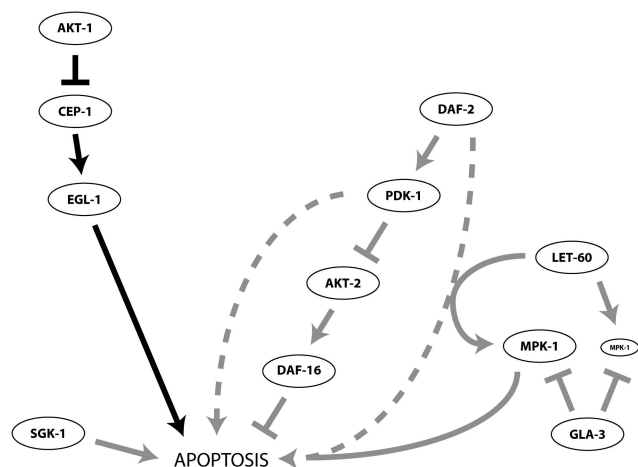 AKT-1
CEP-1
DAF-2
EGL-1
PDK-1
LET-60
AKT-2
MPK-1
MPK-1
DAF-16
SGK-1
GLA-3
APOPTOSIS